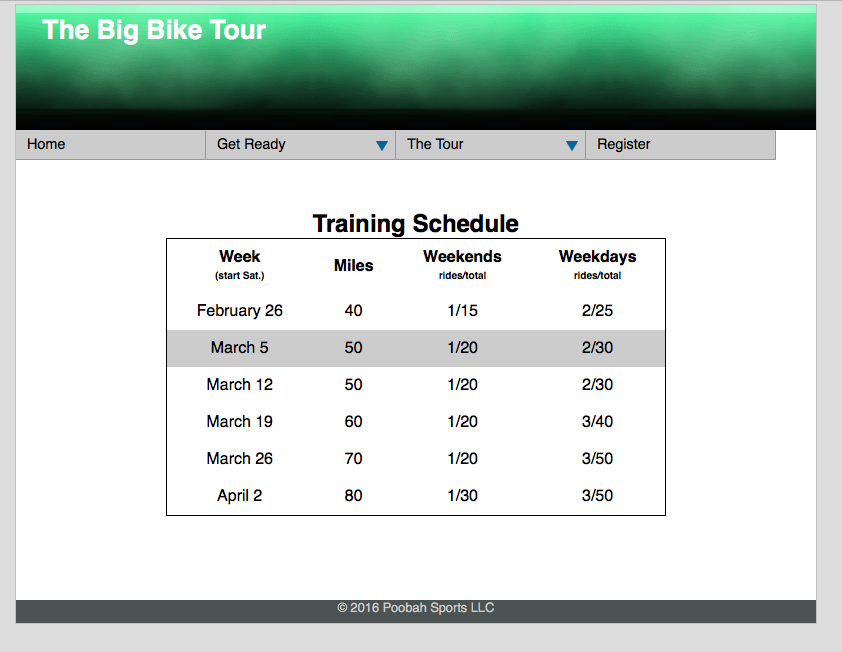 The Big Bike Tour
Home Get Ready The Tour Register
Training Schedule
Week Miles Weekends Weekdays
(start Sat.) rides/total rides/total
February 26 40 1/15 2/25
March 5 50 1/20 2/30
March 12 50 1/20 2/30
March 19 60 1/20 3/40
March 26 70 1/20 3/50
April 2 80 1/30 3/50
© 2016 Poobah Sports LLC